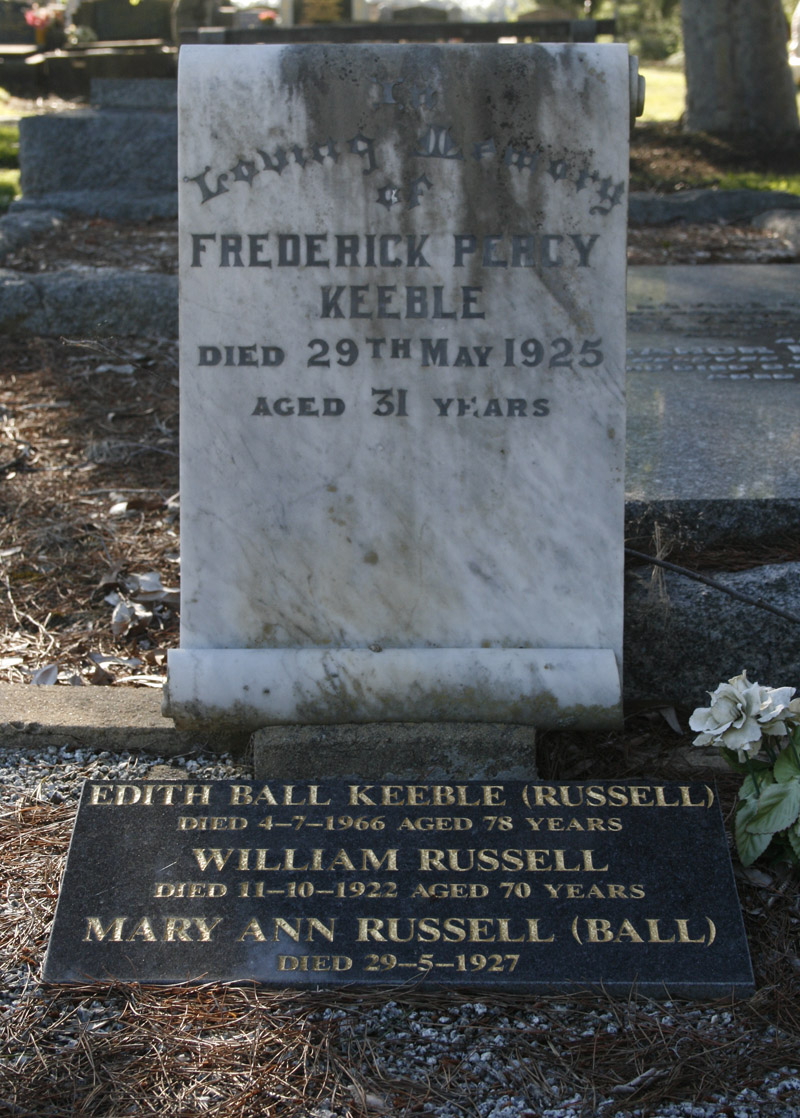 In
Loving Memory
of
FREDERICK PERCY
KEEBLE
DIED 29TH MAY 1925
AGED 31 YEARS
EDITH BALL KEEBLE (RUSSELL)
DIED 4-7-1966 AGED 78 YEARS
WILLIAM RUSSELL
DIED 11-10-1922 AGED 70 YEARS
MARY ANN RUSSELL (BALL)
DIED 29-5-1927